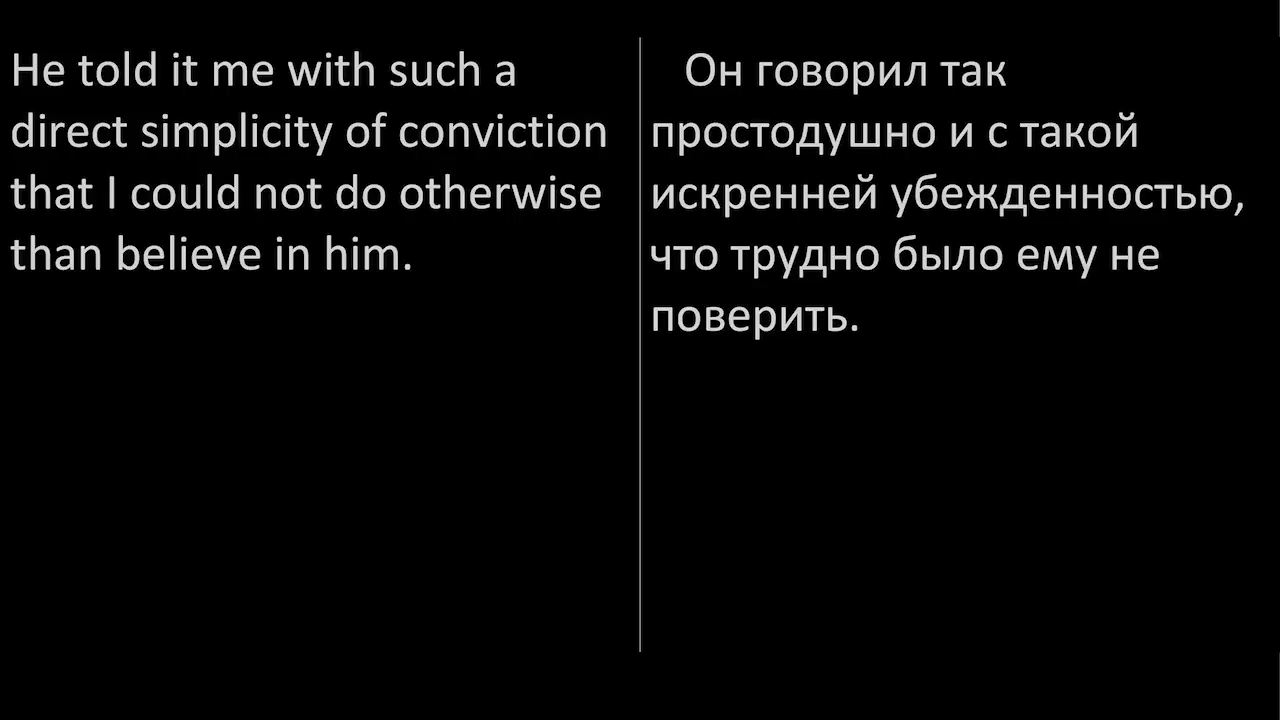 He told it me with such a
direct simplicity of conviction
that I could not do otherwise
than believe in him.
Он говорил так
простодушно и с такой
искренней убежденностью,
что трудно было ему не
поверить.